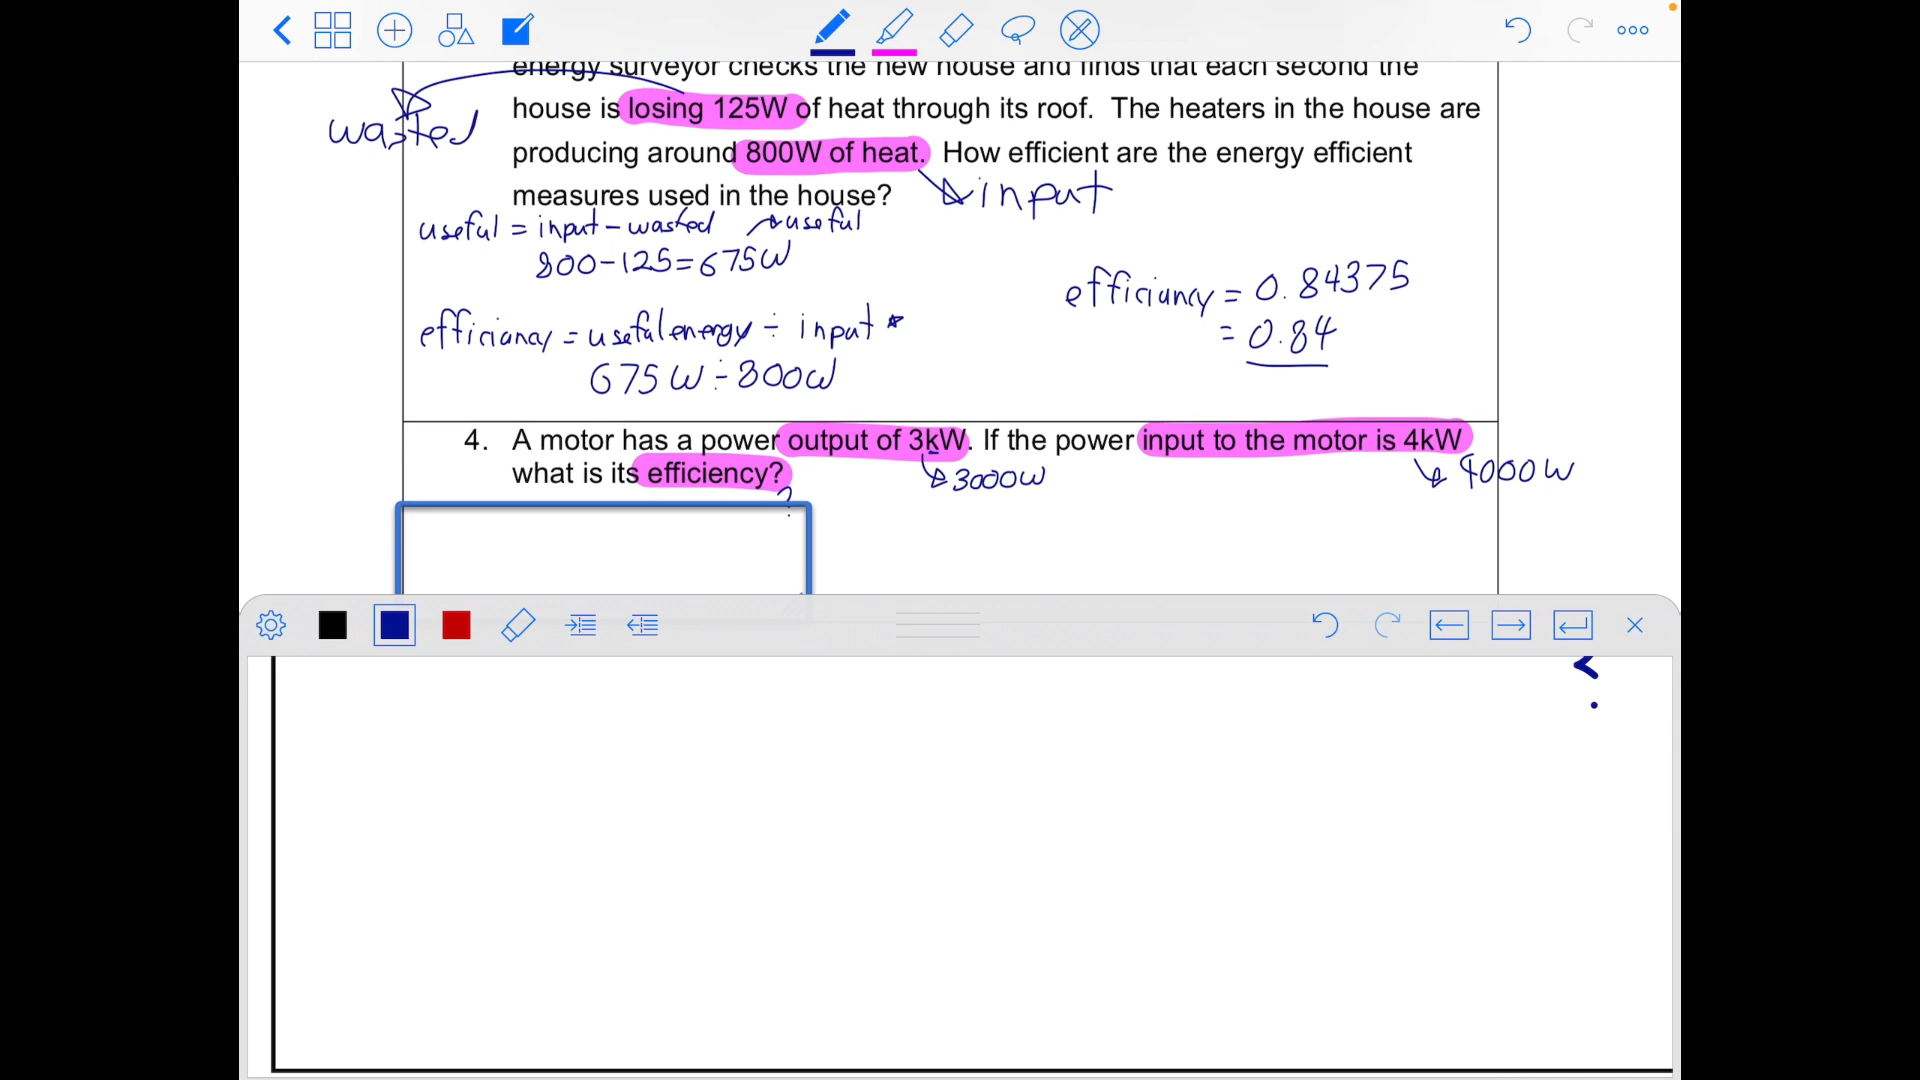 energy surveyor checks the new house and finds that each second the
house is losing 125W of heat through its roof. The heaters in the house are
wasted
producing around 800W of heat. How efficient are the energy efficient
measures used in the house?
input
useful = input - wasted
useful
800 - 125 = 675W
efficiency = 0.84375
= 0.84
efficiency = useful energy ÷ input *
675 W ÷ 800W
4. A motor has a power output of 3kW. If the power input to the motor is 4kW
what is its efficiency?
3000W
4000W
?